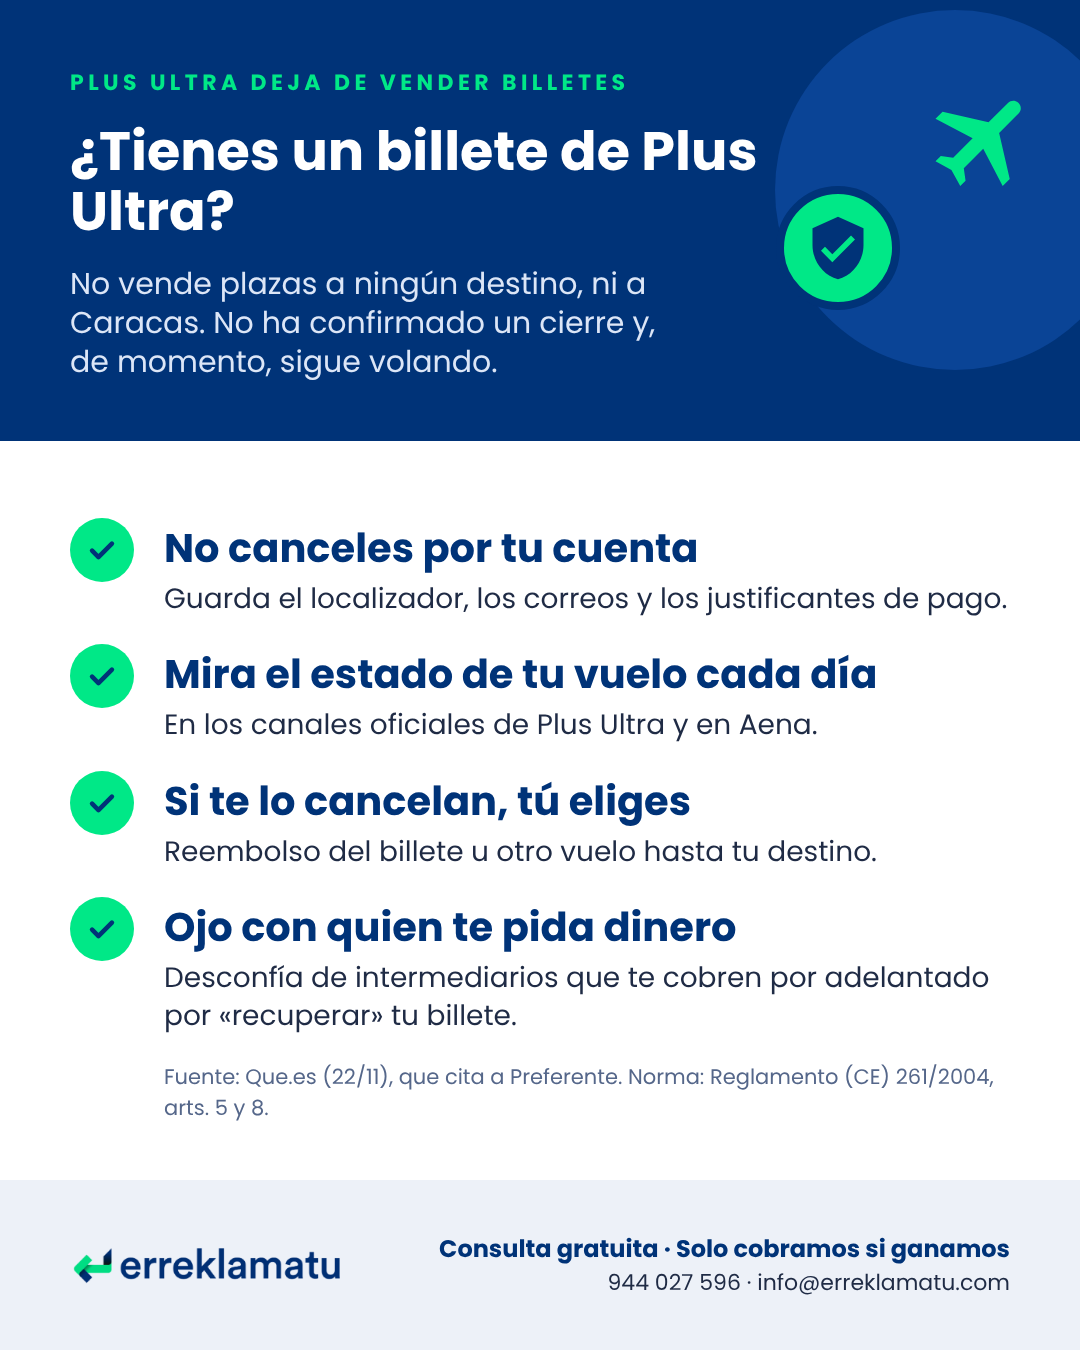 PLUS ULTRA DEJA DE VENDER BILLETES
¿Tienes un billete de Plus
Ultra?
No vende plazas a ningún destino, ni a
Caracas. No ha confirmado un cierre y,
de momento, sigue volando.
No canceles por tu cuenta
Guarda el localizador, los correos y los justificantes de pago.
Mira el estado de tu vuelo cada día
En los canales oficiales de Plus Ultra y en Aena.
Si te lo cancelan, tú eliges
Reembolso del billete u otro vuelo hasta tu destino.
Ojo con quien te pida dinero
Desconfía de intermediarios que te cobren por adelantado
por «recuperar» tu billete.
Fuente: Que.es (22/11), que cita a Preferente. Norma: Reglamento (CE) 261/2004,
arts. 5 y 8.
erreklamatu
Consulta gratuita · Solo cobramos si ganamos
944 027 596 · info@erreklamatu.com